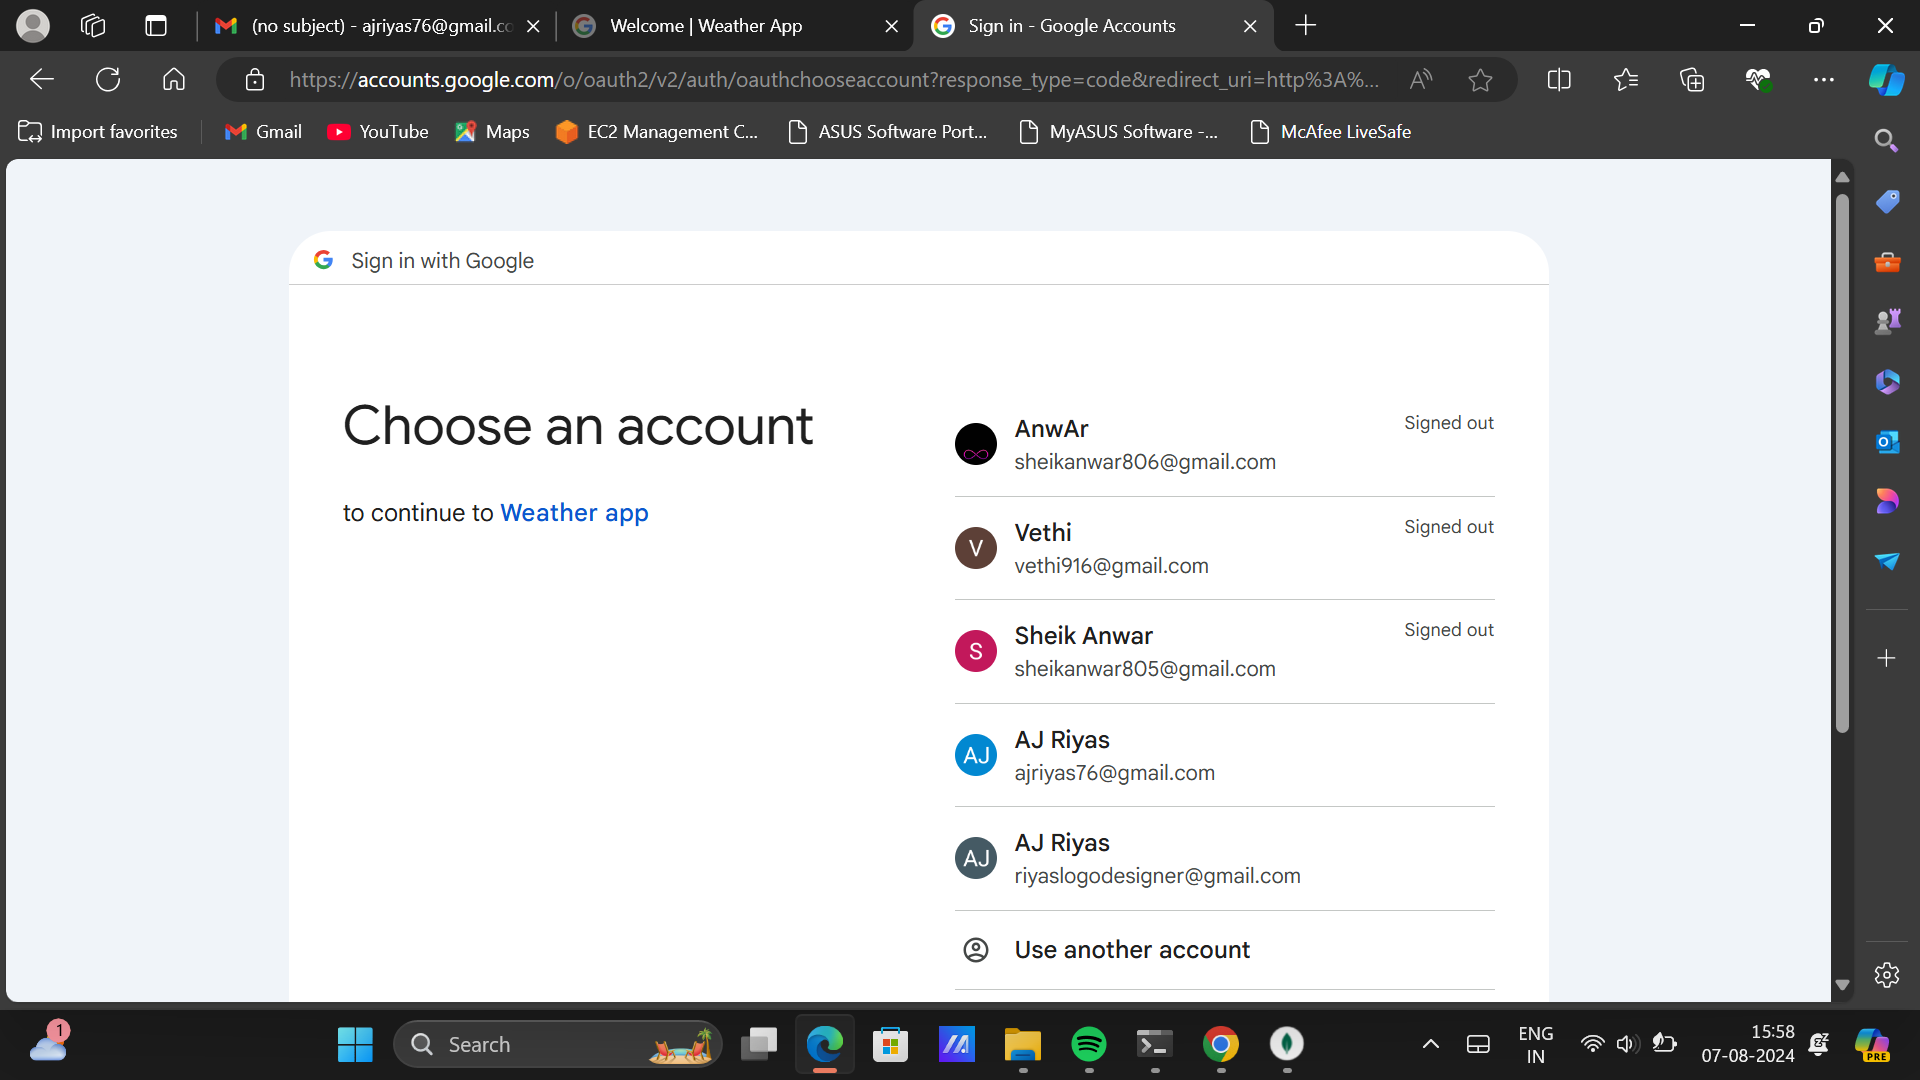 (no subject) - ajriyas76@gmail.co
Welcome | Weather App
Sign in - Google Accounts
https://accounts.google.com/o/oauth2/v2/auth/oauthchooseaccount?response_type=code&redirect_uri=http%3A%...
Import favorites
Gmail
YouTube
Maps
EC2 Management C...
ASUS Software Port...
MyASUS Software -...
McAfee LiveSafe
Sign in with Google
Choose an account
to continue to Weather app
AnwAr
Signed out
sheikanwar806@gmail.com
V
Vethi
Signed out
vethi916@gmail.com
S
Sheik Anwar
Signed out
sheikanwar805@gmail.com
AJ
AJ Riyas
ajriyas76@gmail.com
AJ
AJ Riyas
riyaslogodesigner@gmail.com
Use another account
1
Search
ENG
IN
15:58
07-08-2024
PRE